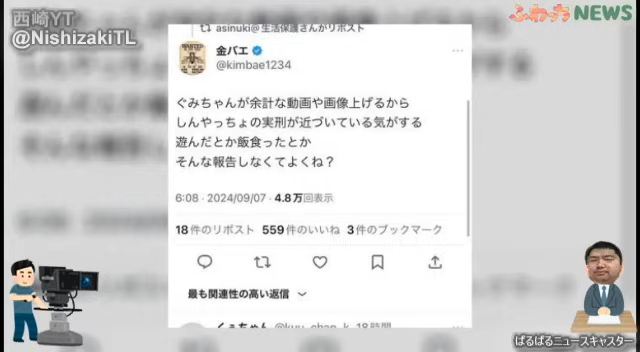 西崎YT
@NishizakiTL
ふわっちNEWS
asinuki@生活保護さんがリポスト
金バエ
@kimbae1234
ぐみちゃんが余計な動画や画像上げるから
しんやっちょの実刑が近づいている気がする
遊んだとか飯食ったとか
そんな報告しなくてよくね？
6:08 · 2024/09/07 · 4.8万回表示
18件のリポスト 559件のいいね 3件のブックマーク
最も関連性の高い返信
ぱるぱるニュースキャスター